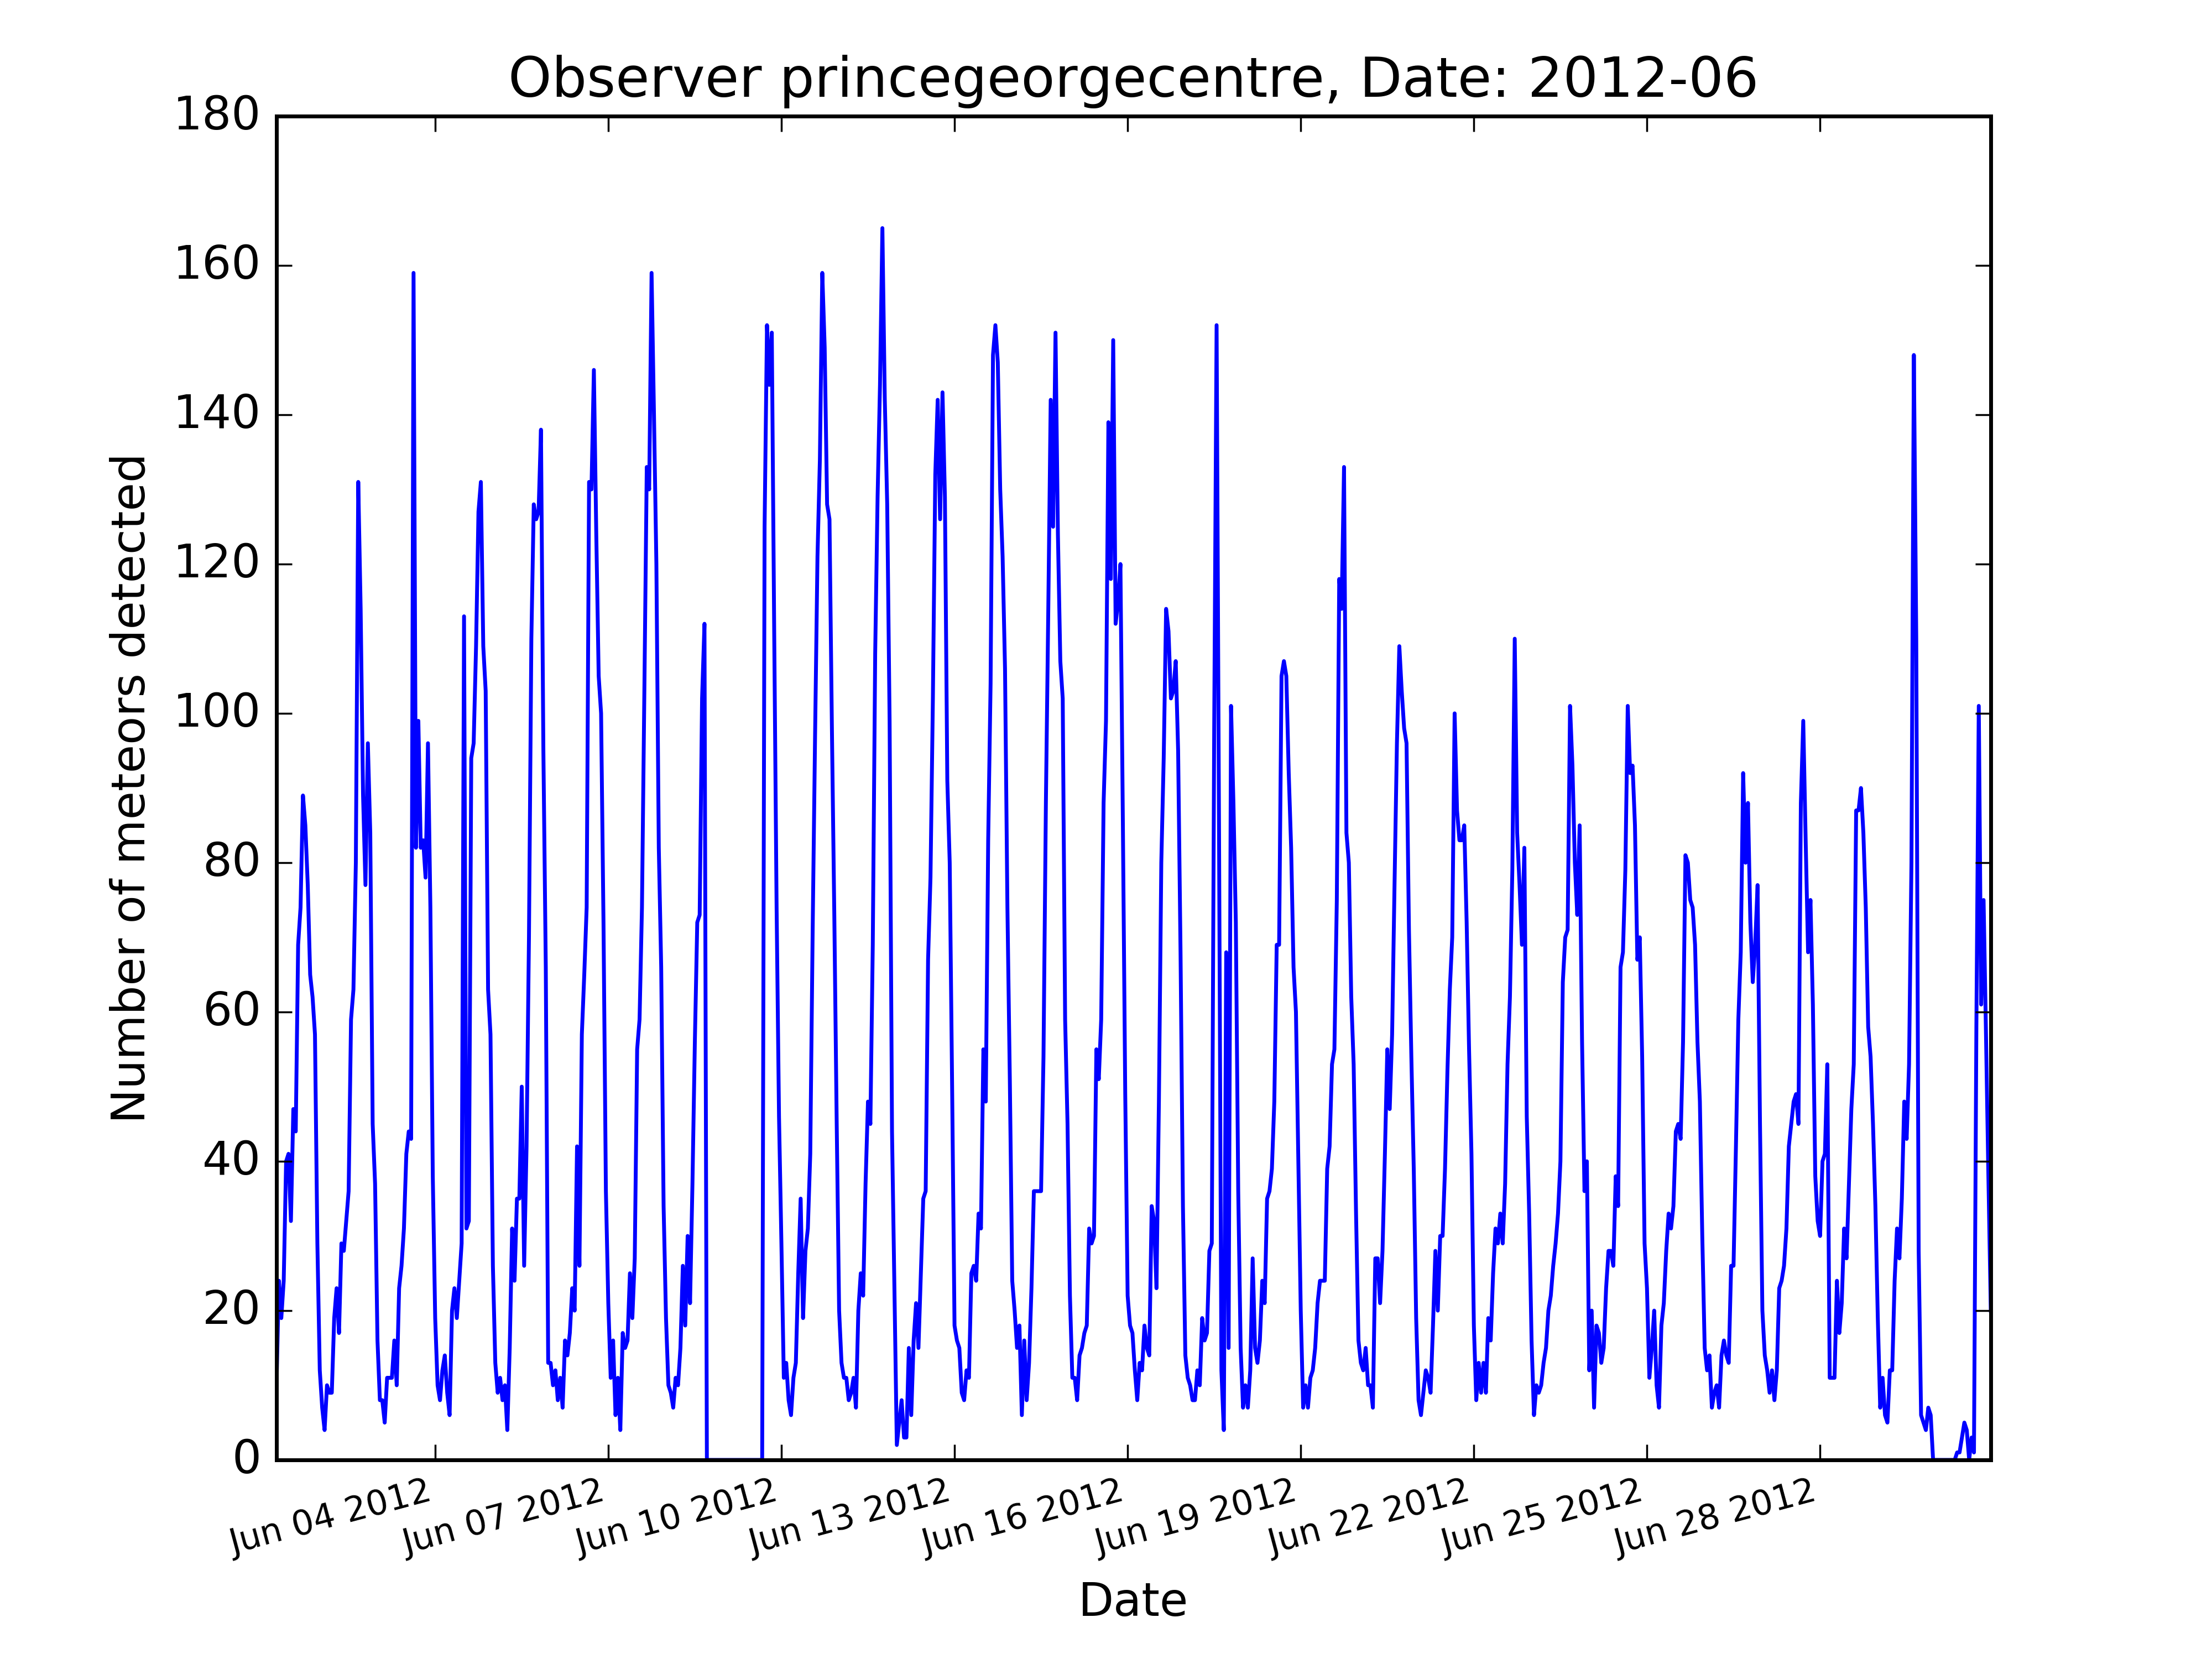 Observer princegeorgecentre, Date: 2012-06
180
160
140
120
100
80
60
40
20
0
Number of meteors detected
Jun 04 2012
Jun 07 2012
Jun 10 2012
Jun 13 2012
Jun 16 2012
Jun 19 2012
Jun 22 2012
Jun 25 2012
Jun 28 2012
Date